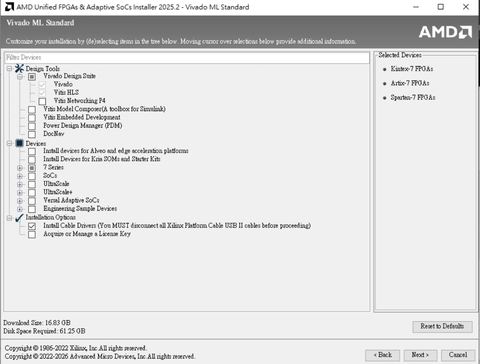 AMD Unified FPGAs & Adaptive SoCs Installer 2025.2 - Vivado ML Standard
Vivado ML Standard
AMD
Customize your installation by (de)selecting items in the tree below. Moving cursor over selections below provide additional information.
Filter Devices
Design Tools
Vivado Design Suite
Vivado
Vitis HLS
Vitis Networking P4
Vitis Model Composer(A toolbox for Simulink)
Vitis Embedded Development
Power Design Manager (PDM)
DocNav
Devices
Install devices for Alveo and edge acceleration platforms
Install Devices for Kria SOMs and Starter Kits
7 Series
SoCs
UltraScale
UltraScale+
Versal Adaptive SoCs
Engineering Sample Devices
Installation Options
Install Cable Drivers (You MUST disconnect all Xilinx Platform Cable USB II cables before proceeding)
Acquire or Manage a License Key
Selected Devices
Kintex-7 FPGAs
Artix-7 FPGAs
Spartan-7 FPGAs
Download Size: 16.83 GB
Disk Space Required: 61.25 GB
Reset to Defaults
Copyright © 1986-2022 Xilinx, Inc. All rights reserved.
Copyright © 2022-2026 Advanced Micro Devices, Inc. All rights reserved.
< Back
Next >
Cancel